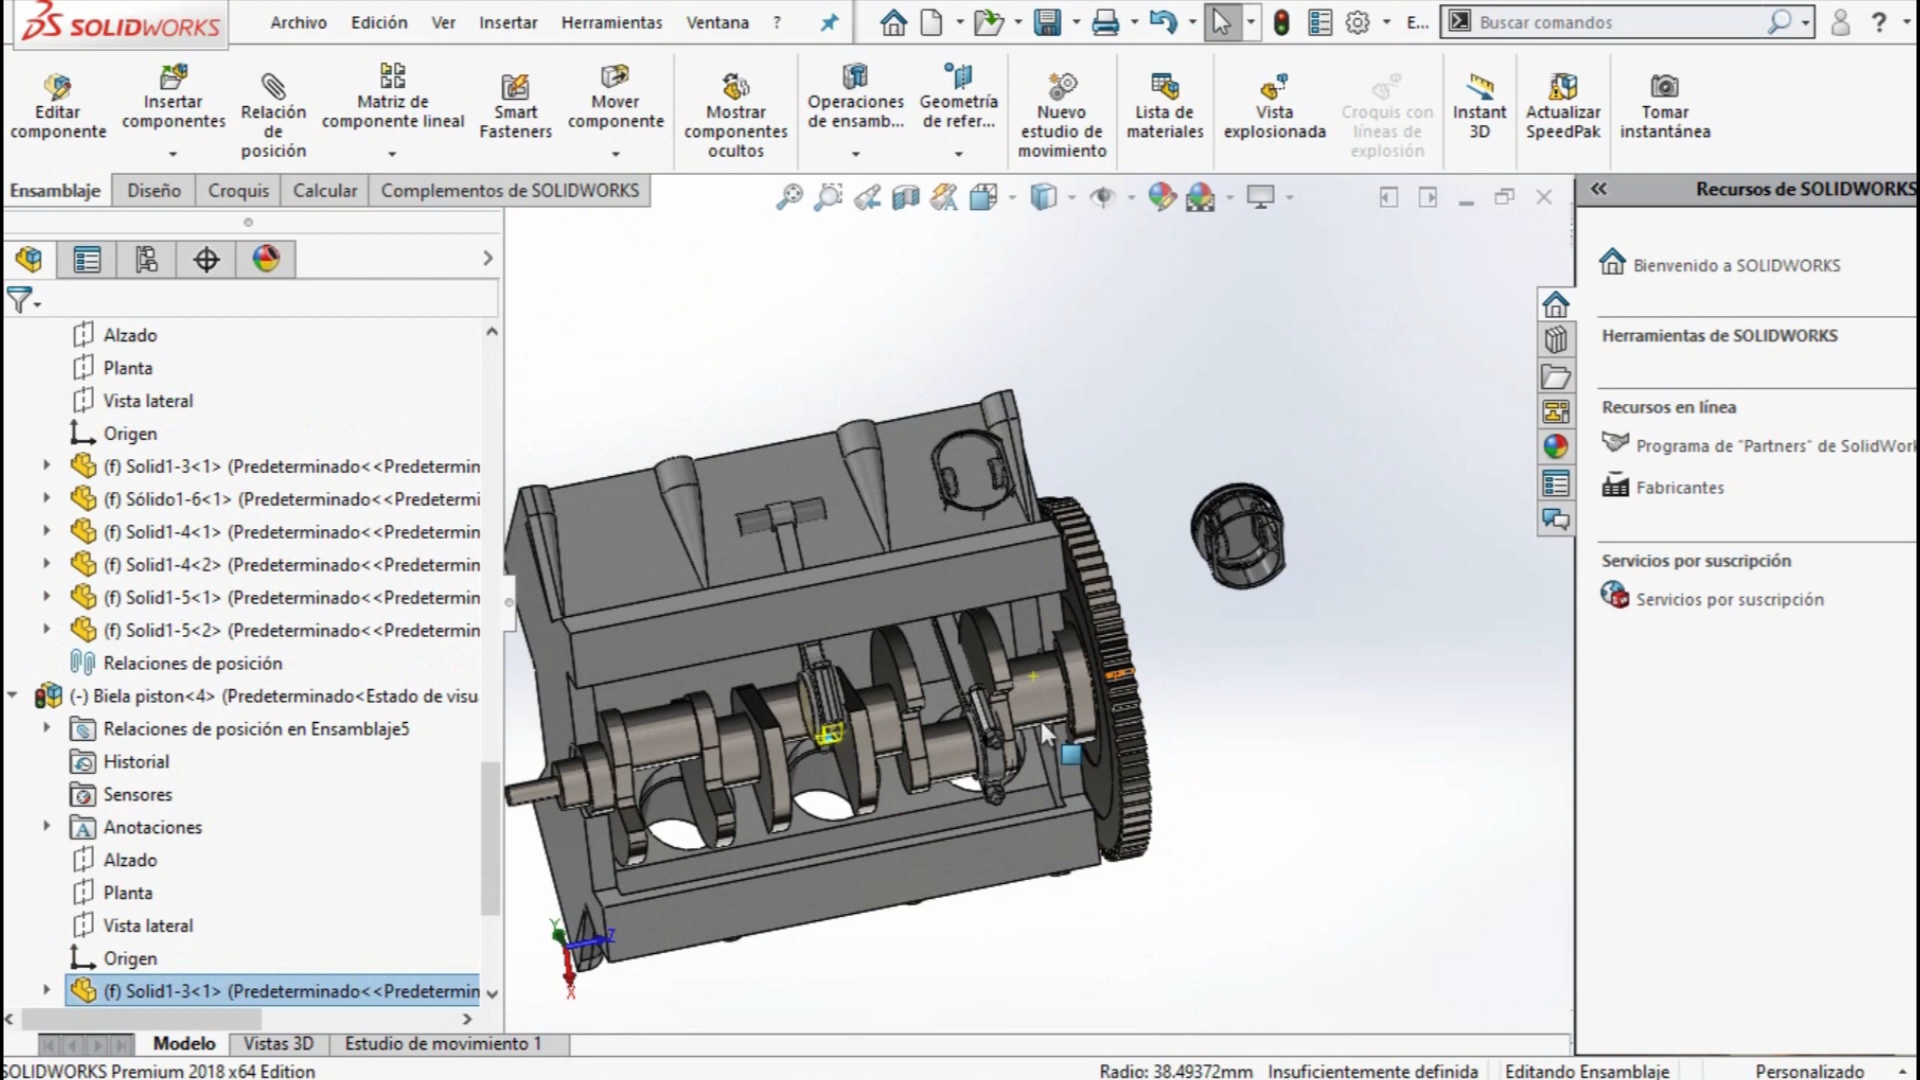 SOLIDWORKS
Archivo Edición Ver Insertar Herramientas Ventana ?
E...
Buscar comandos
?
Editar componente
Insertar componentes
Relación de posición
Matriz de componente lineal
Smart Fasteners
Mover componente
Mostrar componentes ocultos
Operaciones de ensamb...
Geometría de refer...
Nuevo estudio de movimiento
Lista de materiales
Vista explosionada
Croquis con líneas de explosión
Instant 3D
Actualizar SpeedPak
Tomar instantánea
Ensamblaje Diseño Croquis Calcular Complementos de SOLIDWORKS
Recursos de SOLIDWORKS
Bienvenido a SOLIDWORKS
Herramientas de SOLIDWORKS
Recursos en línea
Programa de "Partners" de SolidWor
Fabricantes
Servicios por suscripción
Servicios por suscripción
Alzado
Planta
Vista lateral
Origen
(f) Solid1-3<1> (Predeterminado<<Predetermin
(f) Sólido1-6<1> (Predeterminado<<Predetermi
(f) Solid1-4<1> (Predeterminado<<Predetermin
(f) Solid1-4<2> (Predeterminado<<Predetermin
(f) Solid1-5<1> (Predeterminado<<Predetermin
(f) Solid1-5<2> (Predeterminado<<Predetermin
Relaciones de posición
(-) Biela piston<4> (Predeterminado<Estado de visu
Relaciones de posición en Ensamblaje5
Historial
Sensores
A Anotaciones
Alzado
Planta
Vista lateral
Origen
(f) Solid1-3<1> (Predeterminado<<Predetermin
Y
Z
X
Modelo Vistas 3D Estudio de movimiento 1
SOLIDWORKS Premium 2018 x64 Edition
Radio: 38.49372mm Insuficientemente definida Editando Ensamblaje Personalizado